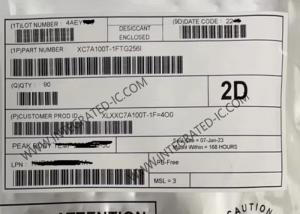 (1T)LOT NUMBER : 4AEY
DESICCANT ENCLOSED
(9D)DATE CODE : 22
(1P)PART NUMBER : XC7A100T-1FTG256I
(Q)QTY : 90
2D
(P)CUSTOMER PROD ID : XLXXC7A100T-1F=4O0
PEAK BODY
Seal Date = 07-Jan-23
Mount Within = 168 HOURS
LPN
Pb-Free
MSL = 3
CAUTION
ATTENTION
WWW.INTEGRATED-IC.COM